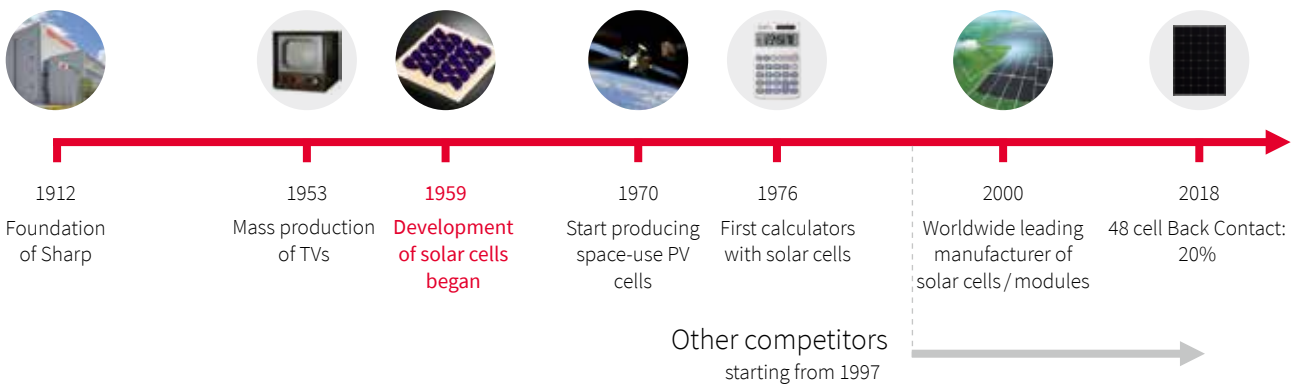 1912
Foundation
of Sharp
1953
Mass production
of TVs
1959
Development
of solar cells
began
1970
Start producing
space-use PV
cells
1976
First calculators
with solar cells
2000
Worldwide leading
manufacturer of
solar cells / modules
2018
48 cell Back Contact:
20%
Other competitors
starting from 1997